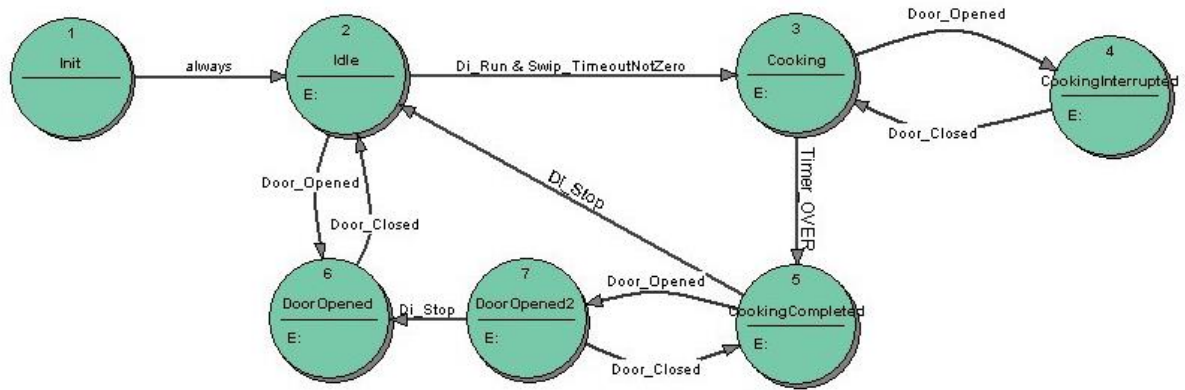 1
Init
always
2
Idle
E:
Di_Run & Swip_TimeoutNotZero
3
Cooking
E:
Door_Opened
4
CookingInterrupted
E:
Door_Closed
Door_Opened
Door_Closed
Di_Stop
Timer_OVER
6
DoorOpened
E:
Di_Stop
7
DoorOpened2
E:
Door_Opened
Door_Closed
5
CookingCompleted
E: